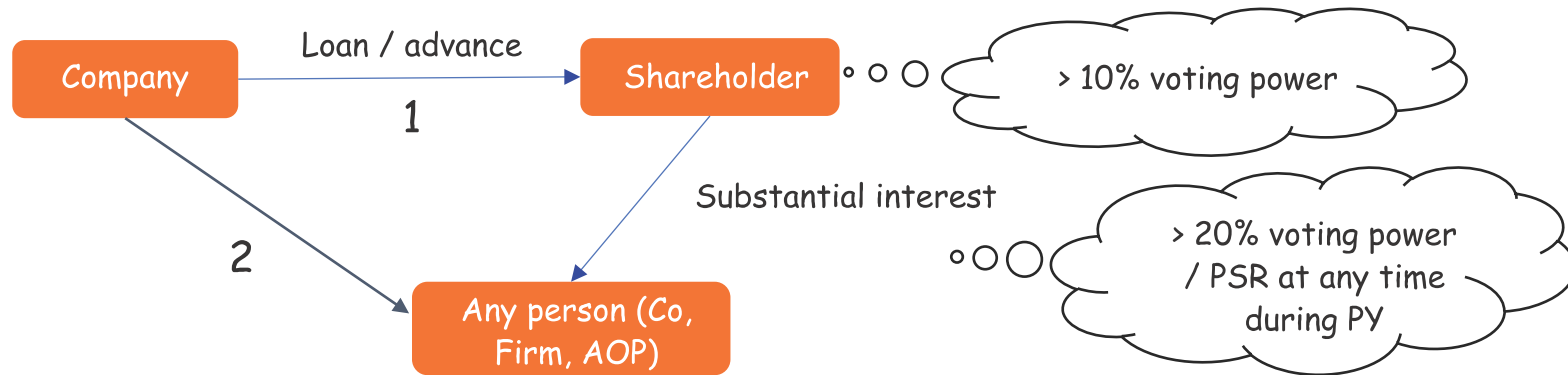 Loan / advance
Company
Shareholder
> 10% voting power
1
Substantial interest
> 20% voting power
/ PSR at any time
during PY
2
Any person (Co,
Firm, AOP)